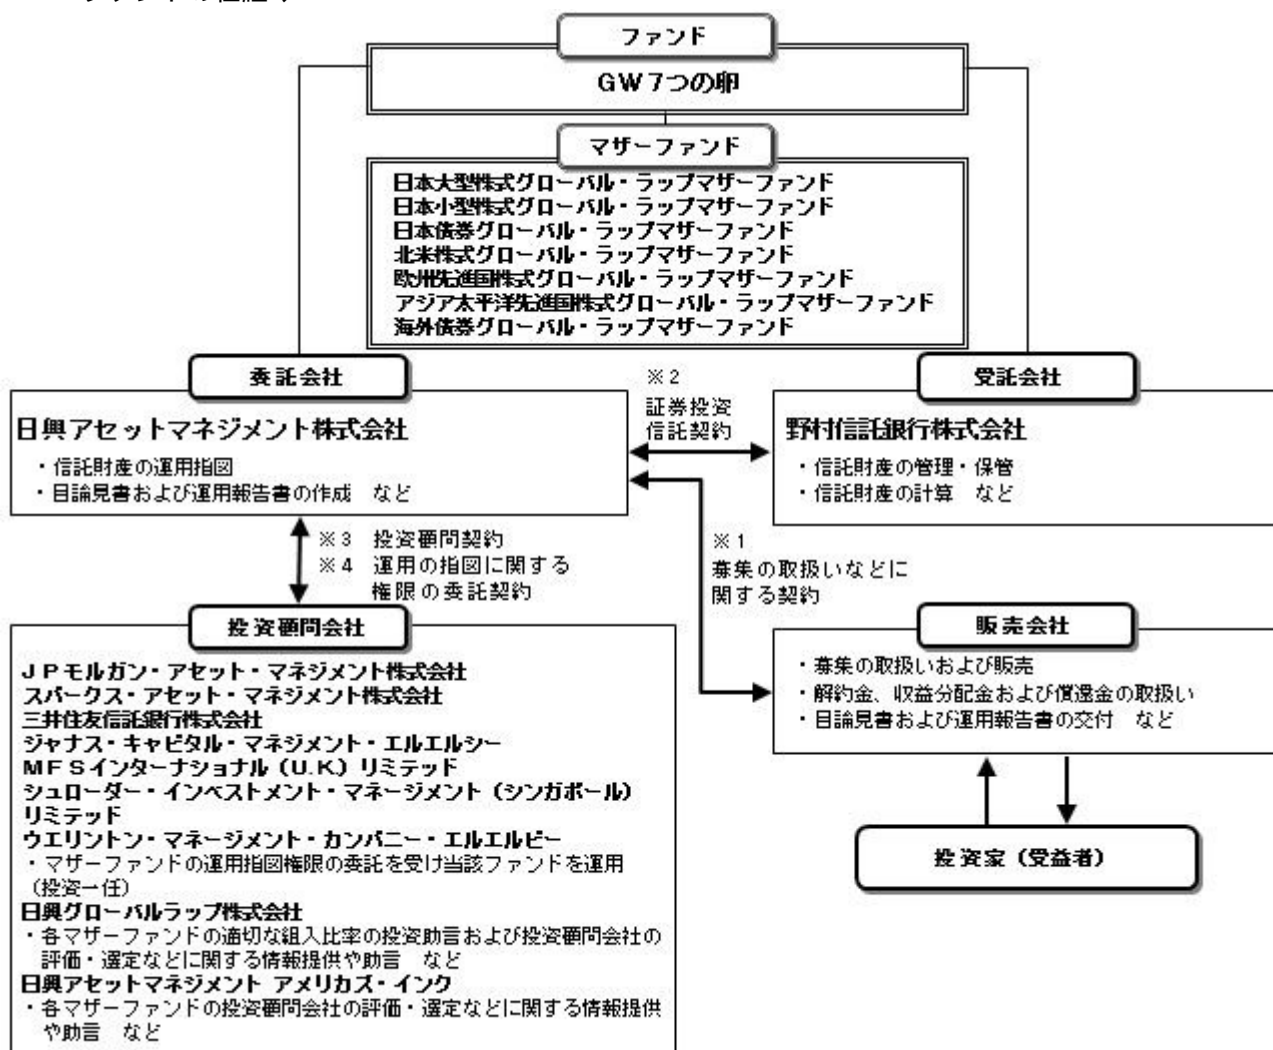 ファンド
GW7つの卵
マザーファンド
日本大型株式グローバル・ラップマザーファンド
日本小型株式グローバル・ラップマザーファンド
日本債券グローバル・ラップマザーファンド
北米株式グローバル・ラップマザーファンド
欧州先進国株式グローバル・ラップマザーファンド
アジア太平洋先進国株式グローバル・ラップマザーファンド
海外債券グローバル・ラップマザーファンド
委託会社
日興アセットマネジメント株式会社
・信託財産の運用指図
・目論見書および運用報告書の作成 など
※2
証券投資
信託契約
受託会社
野村信託銀行株式会社
・信託財産の管理・保管
・信託財産の計算 など
※3 投資顧問契約
※4 運用の指図に関する
権限の委託契約
※1
募集の取扱いなどに
関する契約
投資顧問会社
JPモルガン・アセット・マネジメント株式会社
スパークス・アセット・マネジメント株式会社
三井住友信託銀行株式会社
ジャナス・キャピタル・マネジメント・エルエルシー
MFSインターナショナル(U.K.)リミテッド
シュローダー・インベストメント・マネージメント(シンガポール)
リミテッド
ウエリントン・マネージメント・カンパニー・エルエルピー
・マザーファンドの運用指図権限の委託を受け当該ファンドを運用
(投資一任)
日興グローバルラップ株式会社
・各マザーファンドの適切な組入比率の投資助言および投資顧問会社の
評価・選定などに関する情報提供や助言 など
日興アセットマネジメント アメリカズ・インク
・各マザーファンドの投資顧問会社の評価・選定などに関する情報提供
や助言 など
販売会社
・募集の取扱いおよび販売
・解約金、収益分配金および償還金の取扱い
・目論見書および運用報告書の交付 など
投資家(受益者)